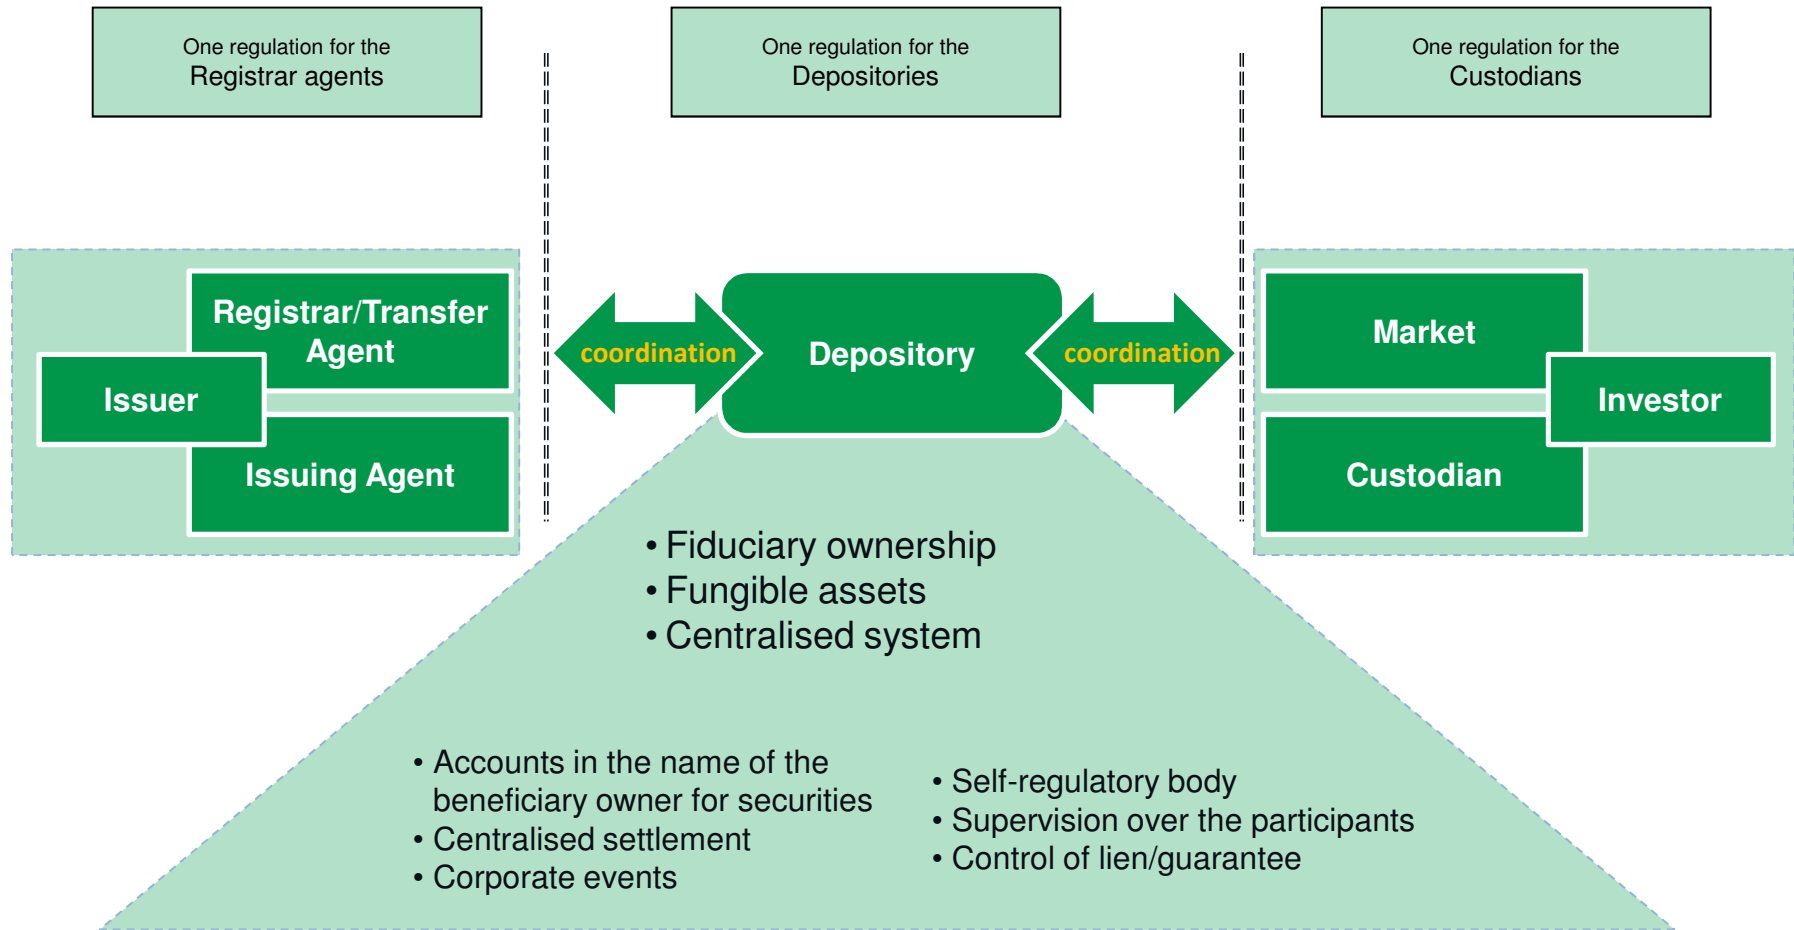 One regulation for the
Registrar agents
One regulation for the
Depositories
One regulation for the
Custodians
Registrar/Transfer
Agent
Issuer
Issuing Agent
coordination
Depository
coordination
Market
Investor
Custodian
• Fiduciary ownership
• Fungible assets
• Centralised system
• Accounts in the name of the
beneficiary owner for securities
• Centralised settlement
• Corporate events
• Self-regulatory body
• Supervision over the participants
• Control of lien/guarantee